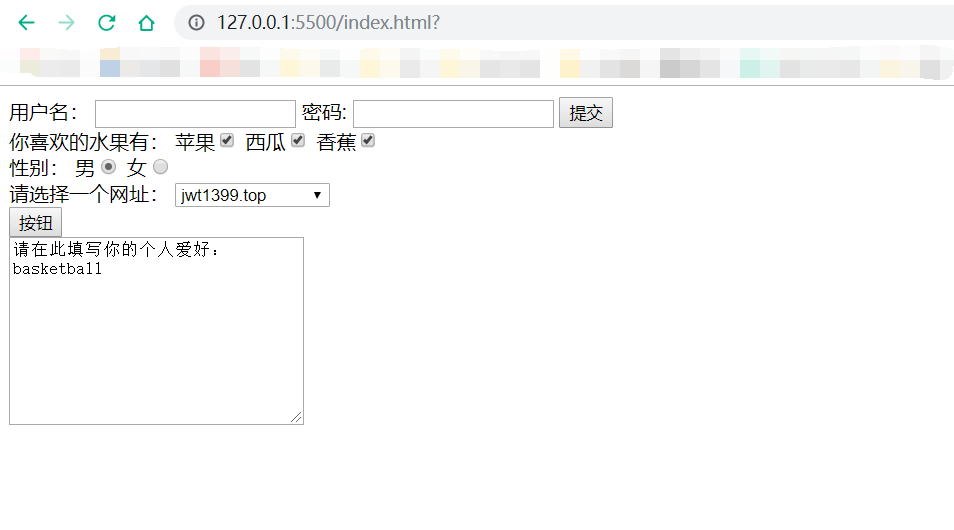 127.0.0.1:5500/index.html?
用户名： 密码: 提交
你喜欢的水果有： 苹果 西瓜 香蕉
性别： 男 女
请选择一个网址： jwt1399.top
按钮
请在此填写你的个人爱好：
basketball